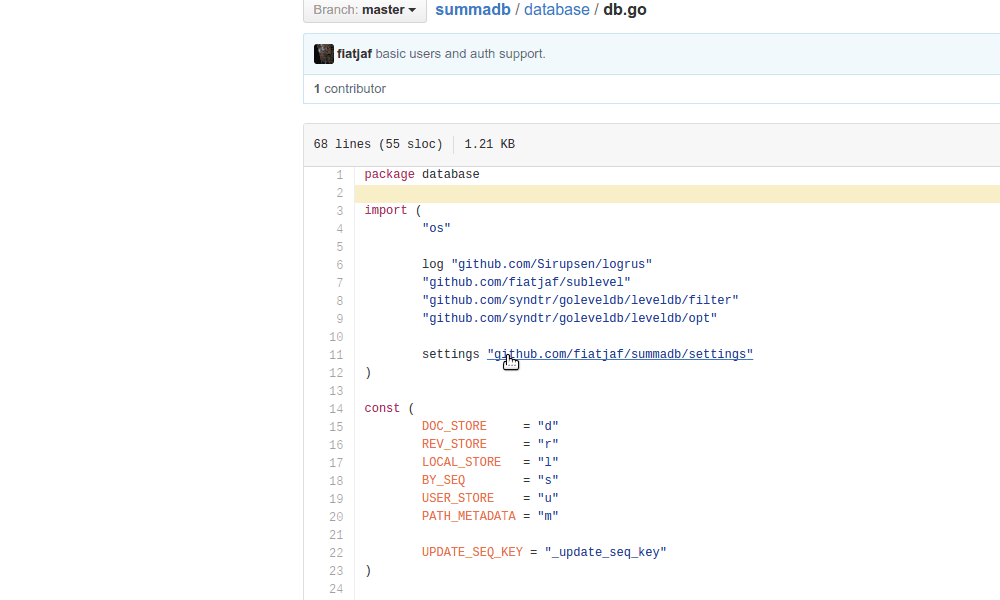 Branch: master summadb / database / db.go
fiatjaf basic users and auth support.
1 contributor
68 lines (55 sloc) 1.21 KB
1 package database
2
3 import (
4 "os"
5
6 log "github.com/Sirupsen/logrus"
7 "github.com/fiatjaf/sublevel"
8 "github.com/syndtr/goleveldb/leveldb/filter"
9 "github.com/syndtr/goleveldb/leveldb/opt"
10
11 settings "github.com/fiatjaf/summadb/settings"
12 )
13
14 const (
15 DOC_STORE = "d"
16 REV_STORE = "r"
17 LOCAL_STORE = "l"
18 BY_SEQ = "s"
19 USER_STORE = "u"
20 PATH_METADATA = "m"
21
22 UPDATE_SEQ_KEY = "_update_seq_key"
23 )
24